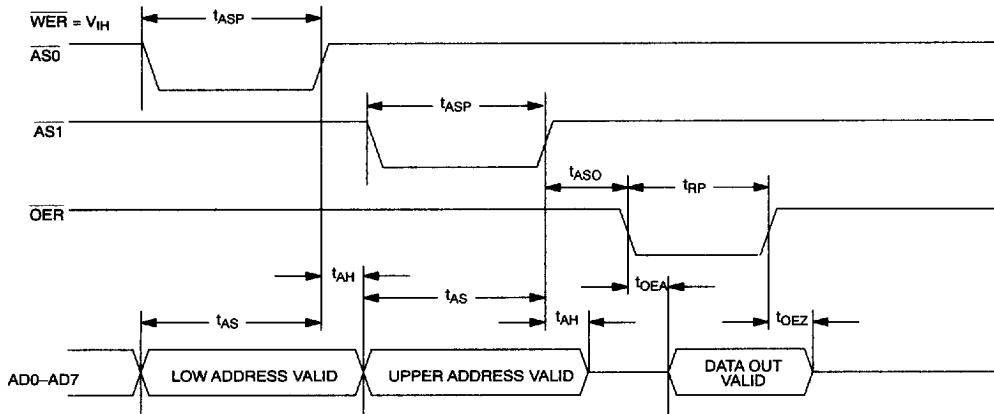 WER = VIH
tASP
AS0
tASP
AS1
tASO
tRP
OER
tAH
tOEA
tAS
tAS
tAH
tOEZ
AD0–AD7
LOW ADDRESS VALID
UPPER ADDRESS VALID
DATA OUT
VALID